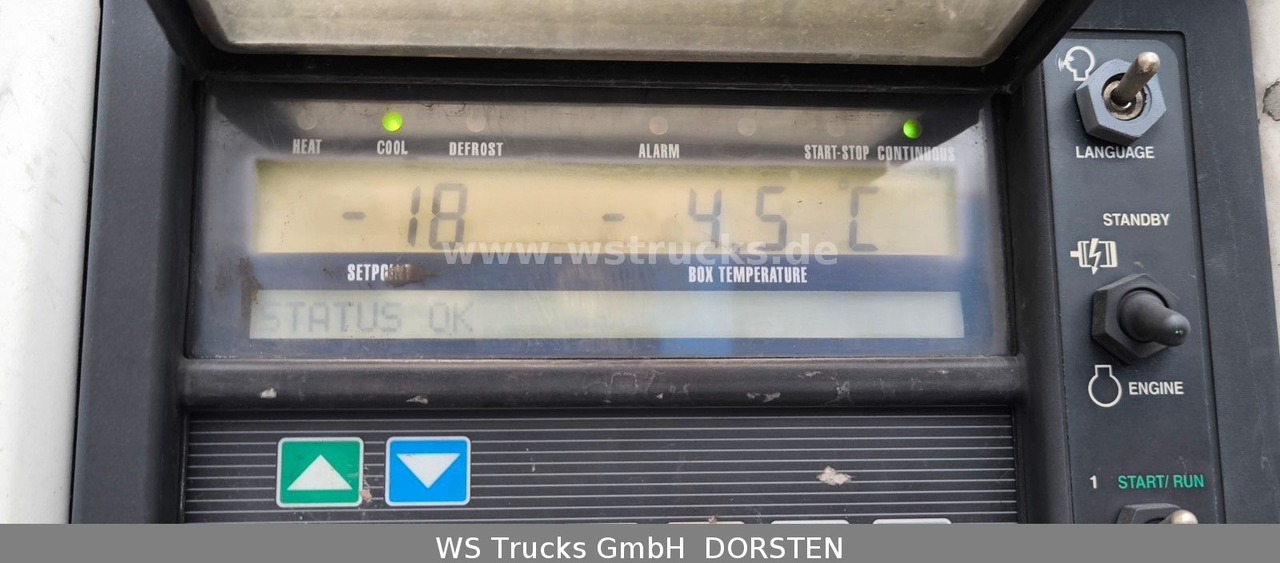 HEAT COOL DEFROST ALARM START-STOP CONTINUOUS
-18 -4.5 °C
www.wstrucks.de
SETPOINT BOX TEMPERATURE
STATUS OK
LANGUAGE
STANDBY
ENGINE
1 START/ RUN
WS Trucks GmbH DORSTEN